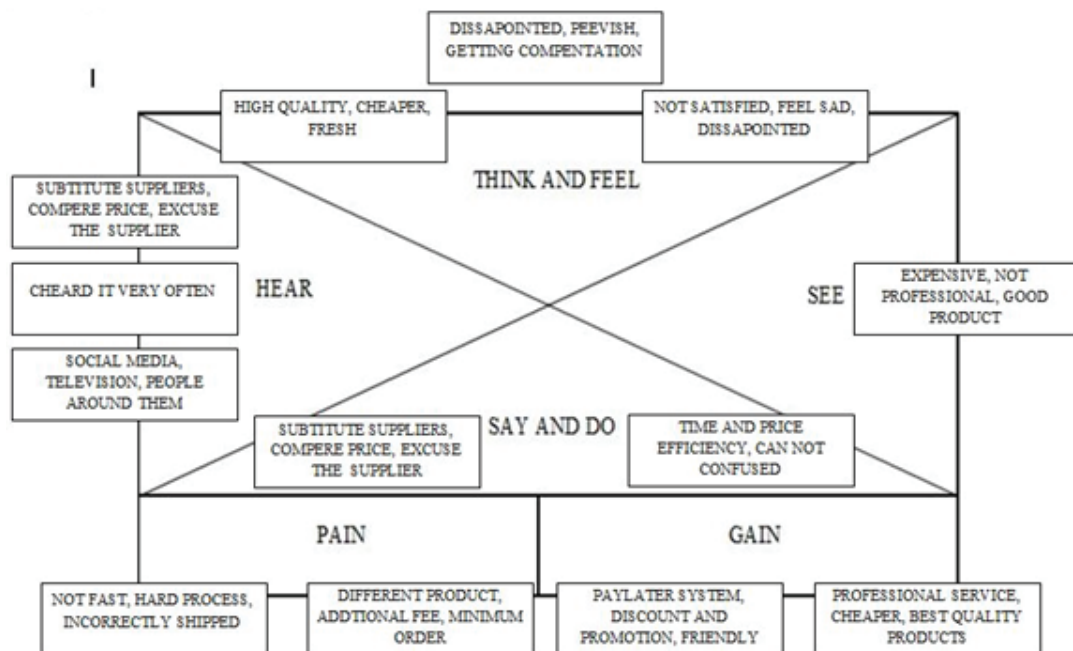 DISSAPOINTED, PEEVISH,
GETTING COMPENTATION
I
HIGH QUALITY, CHEAPER,
FRESH
NOT SATISFIED, FEEL SAD,
DISSAPOINTED
THINK AND FEEL
SUBTITUTE SUPPLIERS,
COMPERE PRICE, EXCUSE
THE SUPPLIER
CHEARD IT VERY OFTEN
HEAR
SEE
EXPENSIVE, NOT
PROFESSIONAL, GOOD
PRODUCT
SOCIAL MEDIA,
TELEVISION, PEOPLE
AROUND THEM
SAY AND DO
SUBTITUTE SUPPLIERS,
COMPERE PRICE, EXCUSE
THE SUPPLIER
TIME AND PRICE
EFFICIENCY, CAN NOT
CONFUSED
PAIN
GAIN
NOT FAST, HARD PROCESS,
INCORRECTLY SHIPPED
DIFFERENT PRODUCT,
ADDTIONAL FEE, MINIMUM
ORDER
PAYLATER SYSTEM,
DISCOUNT AND
PROMOTION, FRIENDLY
PROFESSIONAL SERVICE,
CHEAPER, BEST QUALITY
PRODUCTS